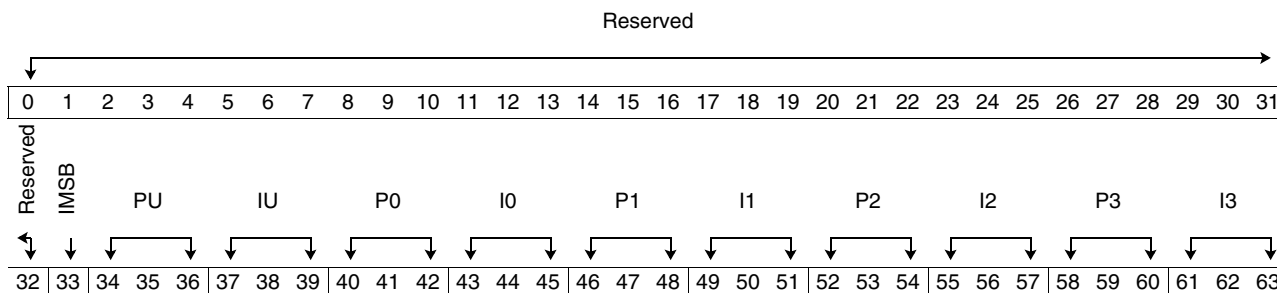 Reserved
0 1 2 3 4 5 6 7 8 9 10 11 12 13 14 15 16 17 18 19 20 21 22 23 24 25 26 27 28 29 30 31
Reserved
IMSB
PU IU P0 I0 P1 I1 P2 I2 P3 I3
32 33 34 35 36 37 38 39 40 41 42 43 44 45 46 47 48 49 50 51 52 53 54 55 56 57 58 59 60 61 62 63